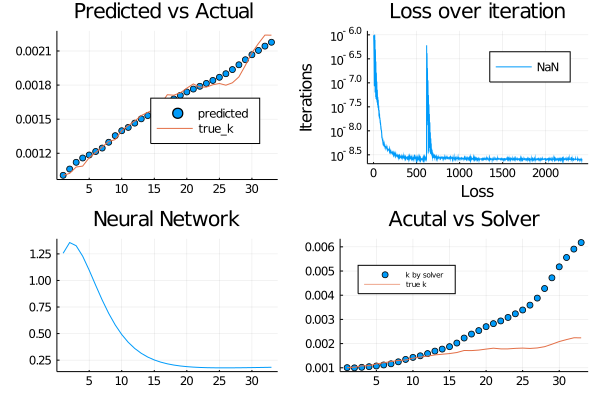 Predicted vs Actual
0.0021
0.0018
0.0015
0.0012
predicted
true_k
5 10 15 20 25 30
Loss over iteration
10^-6.0
10^-6.5
10^-7.0
10^-7.5
10^-8.0
10^-8.5
Iterations
NaN
0 500 1000 1500 2000
Loss
Neural Network
1.25
1.00
0.75
0.50
0.25
5 10 15 20 25 30
Acutal vs Solver
0.006
0.005
0.004
0.003
0.002
0.001
k by solver
true k
5 10 15 20 25 30